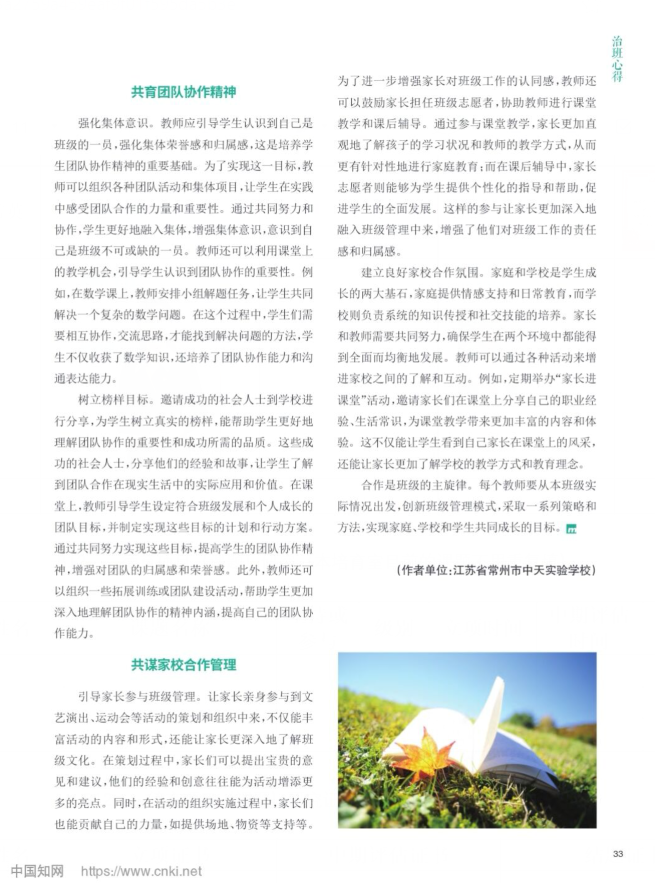 治班心得
共育团队协作精神
强化集体意识。教师应引导学生认识到自己是
班级的一员,强化集体荣誉感和归属感,这是培养学
生团队协作精神的重要基础。为了实现这一目标,教
师可以组织各种团队活动和集体项目,让学生在实践
中感受团队合作的力量和重要性。通过共同努力和
协作,学生更好地融入集体,增强集体意识,意识到自
己是班级不可或缺的一员。教师还可以利用课堂上
的教学机会,引导学生认识到团队协作的重要性。例
如,在数学课上,教师安排小组解题任务,让学生共同
解决一个复杂的数学问题。在这个过程中,学生们需
要相互协作,交流思路,才能找到解决问题的方法,学
生不仅收获了数学知识,还培养了团队协作能力和沟
通表达能力。
树立榜样目标。邀请成功的社会人士到学校进
行分享,为学生树立真实的榜样,能帮助学生更好地
理解团队协作的重要性和成功所需的品质。这些成
功的社会人士,分享他们的经验和故事,让学生了解
到团队合作在现实生活中的实际应用和价值。在课
堂上,教师引导学生设定符合班级发展和个人成长的
团队目标,并制定实现这些目标的计划和行动方案。
通过共同努力实现这些目标,提高学生的团队协作精
神,增强对团队的归属感和荣誉感。此外,教师还可
以组织一些拓展训练或团队建设活动,帮助学生更加
深入地理解团队协作的精神内涵,提高自己的团队协
作能力。
共谋家校合作管理
引导家长参与班级管理。让家长亲身参与到文
艺演出、运动会等活动的策划和组织中来,不仅能丰
富活动的内容和形式,还能让家长更深入地了解班
级文化。在策划过程中,家长们可以提出宝贵的意
见和建议,他们的经验和创意往往能为活动增添更
多的亮点。同时,在活动的组织实施过程中,家长们
也能贡献自己的力量,如提供场地、物资等支持等。
为了进一步增强家长对班级工作的认同感,教师还
可以鼓励家长担任班级志愿者,协助教师进行课堂
教学和课后辅导。通过参与课堂教学,家长更加直
观地了解孩子的学习状况和教师的教学方式,从而
更有针对性地进行家庭教育;而在课后辅导中,家长
志愿者则能够为学生提供个性化的指导和帮助,促
进学生的全面发展。这样的参与让家长更加深入地
融入班级管理中来,增强了他们对班级工作的责任
感和归属感。
建立良好家校合作氛围。家庭和学校是学生成
长的两大基石,家庭提供情感支持和日常教育,而学
校则负责系统的知识传授和社交技能的培养。家长
和教师需要共同努力,确保学生在两个环境中都能得
到全面而均衡地发展。教师可以通过各种活动来增
进家校之间的了解和互动。例如,定期举办“家长进
课堂”活动,邀请家长们在课堂上分享自己的职业经
验、生活常识,为课堂教学带来更加丰富的内容和体
验。这不仅能让学生看到自己家长在课堂上的风采,
还能让家长更加了解学校的教学方式和教育理念。
合作是班级的主旋律。每个教师要从本班级实
际情况出发,创新班级管理模式,采取一系列策略和
方法,实现家庭、学校和学生共同成长的目标。
(作者单位:江苏省常州市中天实验学校)
33
中国知网 https://www.cnki.net